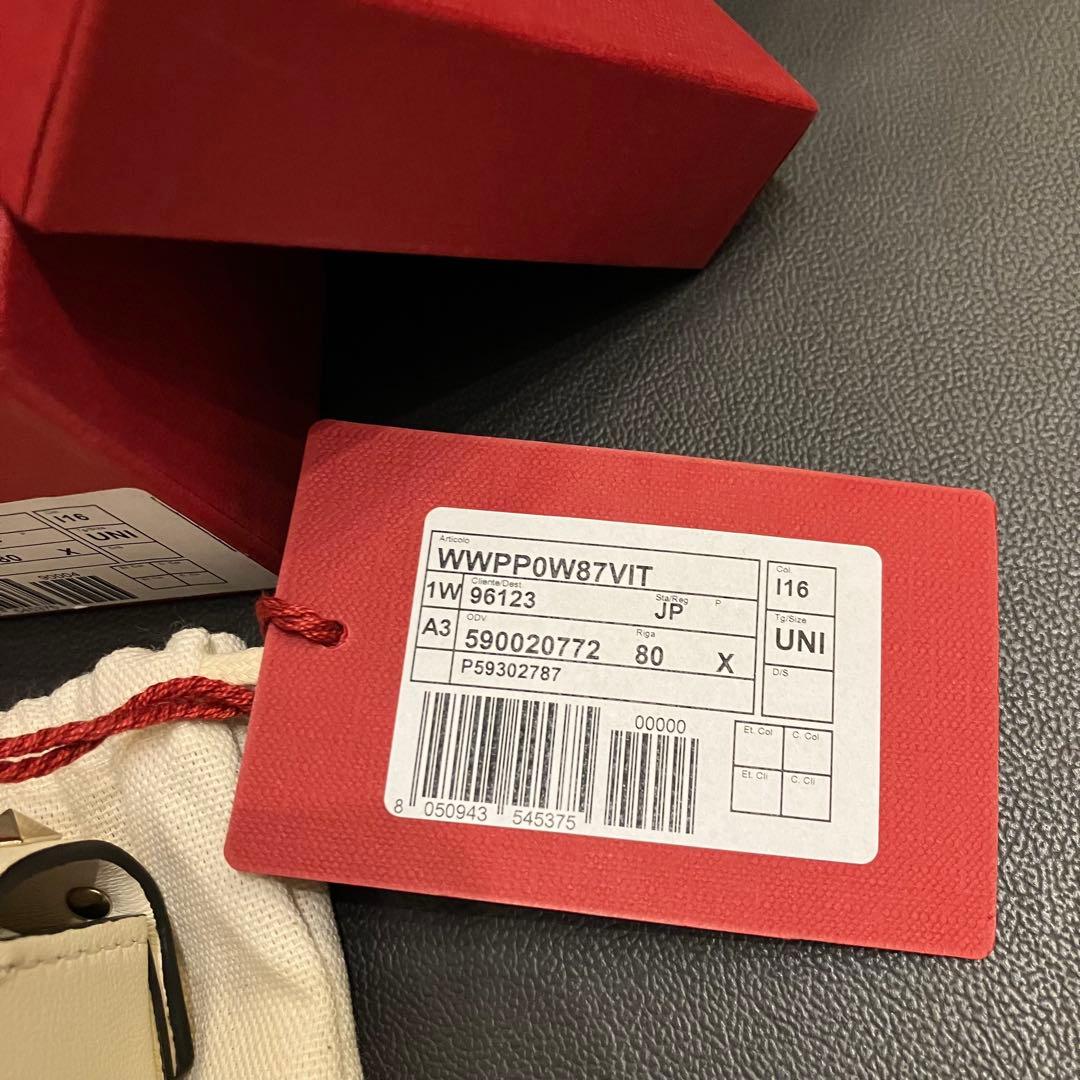 Articolo
WWPP0W87VIT
1W
Cliente/Dest
96123
Sta/Reg
JP
P
A3
ODV
590020772
Riga
80
X
P59302787
Col.
I16
Tg/Size
UNI
D/S
00000
8 050943 545375
Et. Col
C. Col
Et. Cli
C. Cli
I16
UNI
X
00000